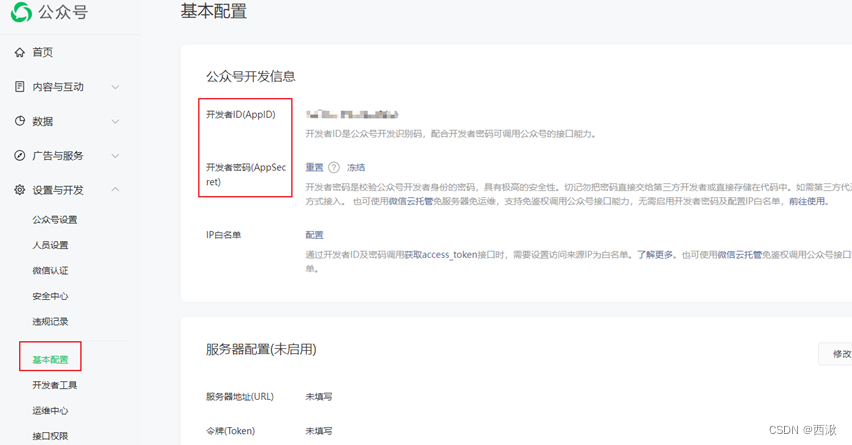 公众号
基本配置
首页
内容与互动
数据
广告与服务
设置与开发
公众号设置
人员设置
微信认证
安全中心
违规记录
基本配置
开发者工具
运维中心
接口权限
公众号开发信息
开发者ID(AppID)
开发者ID是公众号开发识别码，配合开发者密码可调用公众号的接口能力。
开发者密码(AppSec
ret)
重置 ? 冻结
开发者密码是校验公众号开发者身份的密码，具有极高的安全性。切记勿把密码直接交给第三方开发者或直接存储在代码中。如需第三方代
方式接入。 也可使用微信云托管免服务器免运维，支持免鉴权调用公众号接口能力，无需启用开发者密码及配置IP白名单，前往使用。
IP白名单
配置
通过开发者ID及密码调用获取access_token接口时，需要设置访问来源IP为白名单。了解更多。也可使用微信云托管免鉴权调用公众号接口
单。
服务器配置(未启用)
修改
服务器地址(URL) 未填写
令牌(Token) 未填写
CSDN @西湫